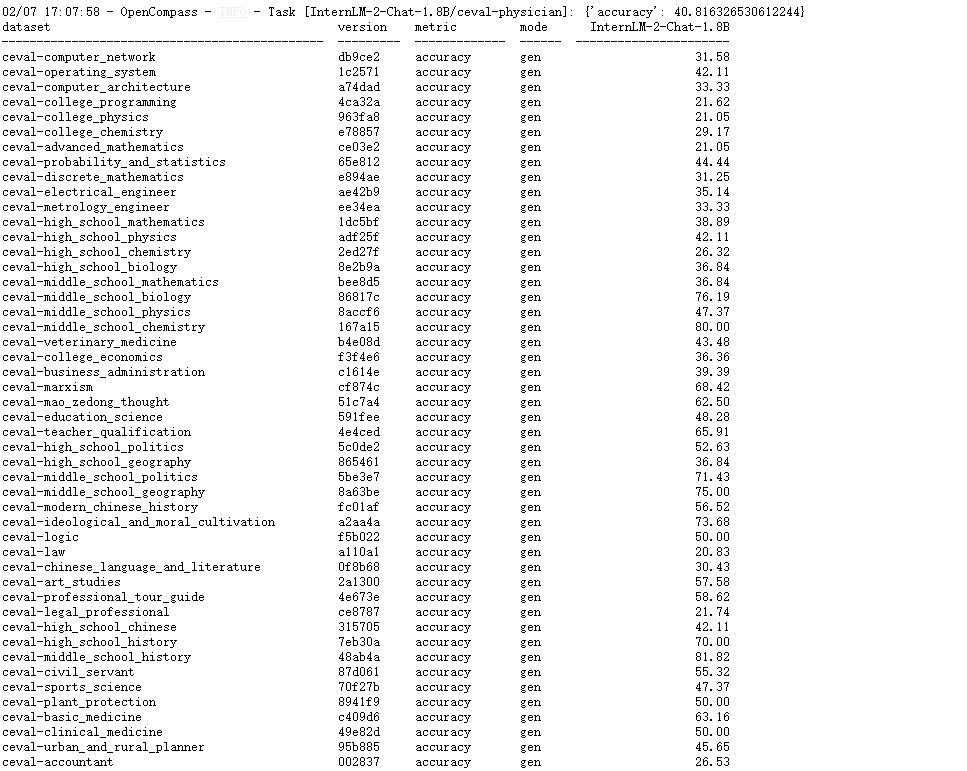 02/07 17:07:58 - OpenCompass - INFO - Task [InternLM-2-Chat-1.8B/ceval-physician]: {'accuracy': 40.816326530612244}
dataset version metric mode InternLM-2-Chat-1.8B
---------------------------------------------- --------- ------------- ------ ----------------------
ceval-computer_network db9ce2 accuracy gen 31.58
ceval-operating_system 1c2571 accuracy gen 42.11
ceval-computer_architecture a74dad accuracy gen 33.33
ceval-college_programming 4ca32a accuracy gen 21.62
ceval-college_physics 963fa8 accuracy gen 21.05
ceval-college_chemistry e78857 accuracy gen 29.17
ceval-advanced_mathematics ce03e2 accuracy gen 21.05
ceval-probability_and_statistics 65e812 accuracy gen 44.44
ceval-discrete_mathematics e894ae accuracy gen 31.25
ceval-electrical_engineer ae42b9 accuracy gen 35.14
ceval-metrology_engineer ee34ea accuracy gen 33.33
ceval-high_school_mathematics 1dc5bf accuracy gen 38.89
ceval-high_school_physics adf25f accuracy gen 42.11
ceval-high_school_chemistry 2ed27f accuracy gen 26.32
ceval-high_school_biology 8e2b9a accuracy gen 36.84
ceval-middle_school_mathematics bee8d5 accuracy gen 36.84
ceval-middle_school_biology 86817c accuracy gen 76.19
ceval-middle_school_physics 8accf6 accuracy gen 47.37
ceval-middle_school_chemistry 167a15 accuracy gen 80.00
ceval-veterinary_medicine b4e08d accuracy gen 43.48
ceval-college_economics f3f4e6 accuracy gen 36.36
ceval-business_administration c1614e accuracy gen 39.39
ceval-marxism cf874c accuracy gen 68.42
ceval-mao_zedong_thought 51c7a4 accuracy gen 62.50
ceval-education_science 591fee accuracy gen 48.28
ceval-teacher_qualification 4e4ced accuracy gen 65.91
ceval-high_school_politics 5c0de2 accuracy gen 52.63
ceval-high_school_geography 865461 accuracy gen 36.84
ceval-middle_school_politics 5be3e7 accuracy gen 71.43
ceval-middle_school_geography 8a63be accuracy gen 75.00
ceval-modern_chinese_history fc01af accuracy gen 56.52
ceval-ideological_and_moral_cultivation a2aa4a accuracy gen 73.68
ceval-logic f5b022 accuracy gen 50.00
ceval-law a110a1 accuracy gen 20.83
ceval-chinese_language_and_literature 0f8b68 accuracy gen 30.43
ceval-art_studies 2a1300 accuracy gen 57.58
ceval-professional_tour_guide 4e673e accuracy gen 58.62
ceval-legal_professional ce8787 accuracy gen 21.74
ceval-high_school_chinese 315705 accuracy gen 42.11
ceval-high_school_history 7eb30a accuracy gen 70.00
ceval-middle_school_history 48ab4a accuracy gen 81.82
ceval-civil_servant 87d061 accuracy gen 55.32
ceval-sports_science 70f27b accuracy gen 47.37
ceval-plant_protection 8941f9 accuracy gen 50.00
ceval-basic_medicine c409d6 accuracy gen 63.16
ceval-clinical_medicine 49e82d accuracy gen 50.00
ceval-urban_and_rural_planner 95b885 accuracy gen 45.65
ceval-accountant 002837 accuracy gen 26.53